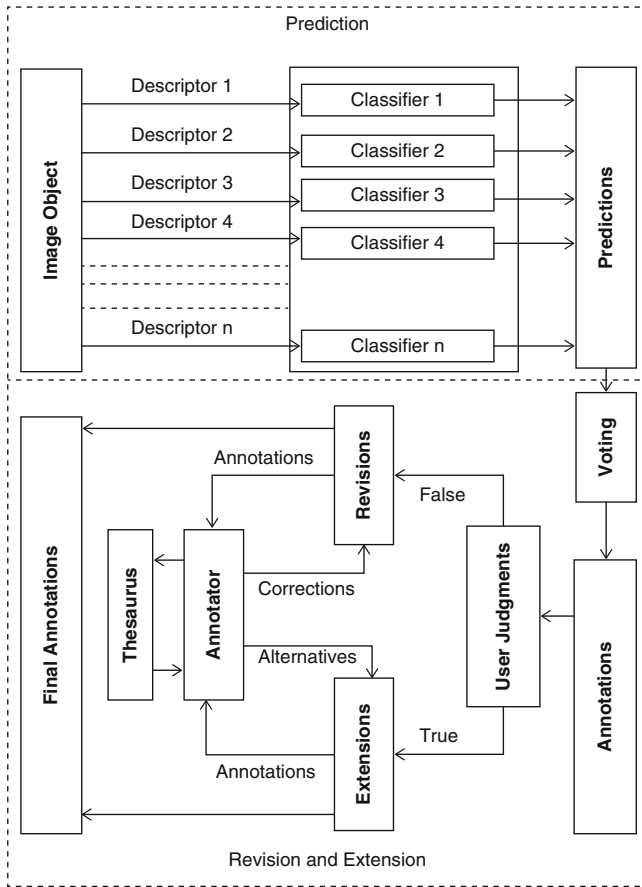 Prediction
Image Object
Descriptor 1
Descriptor 2
Descriptor 3
Descriptor 4
Descriptor n
Classifier 1
Classifier 2
Classifier 3
Classifier 4
Classifier n
Predictions
Voting
Annotations
User Judgments
False
True
Revisions
Extensions
Annotations
Corrections
Alternatives
Annotations
Annotator
Thesaurus
Final Annotations
Revision and Extension